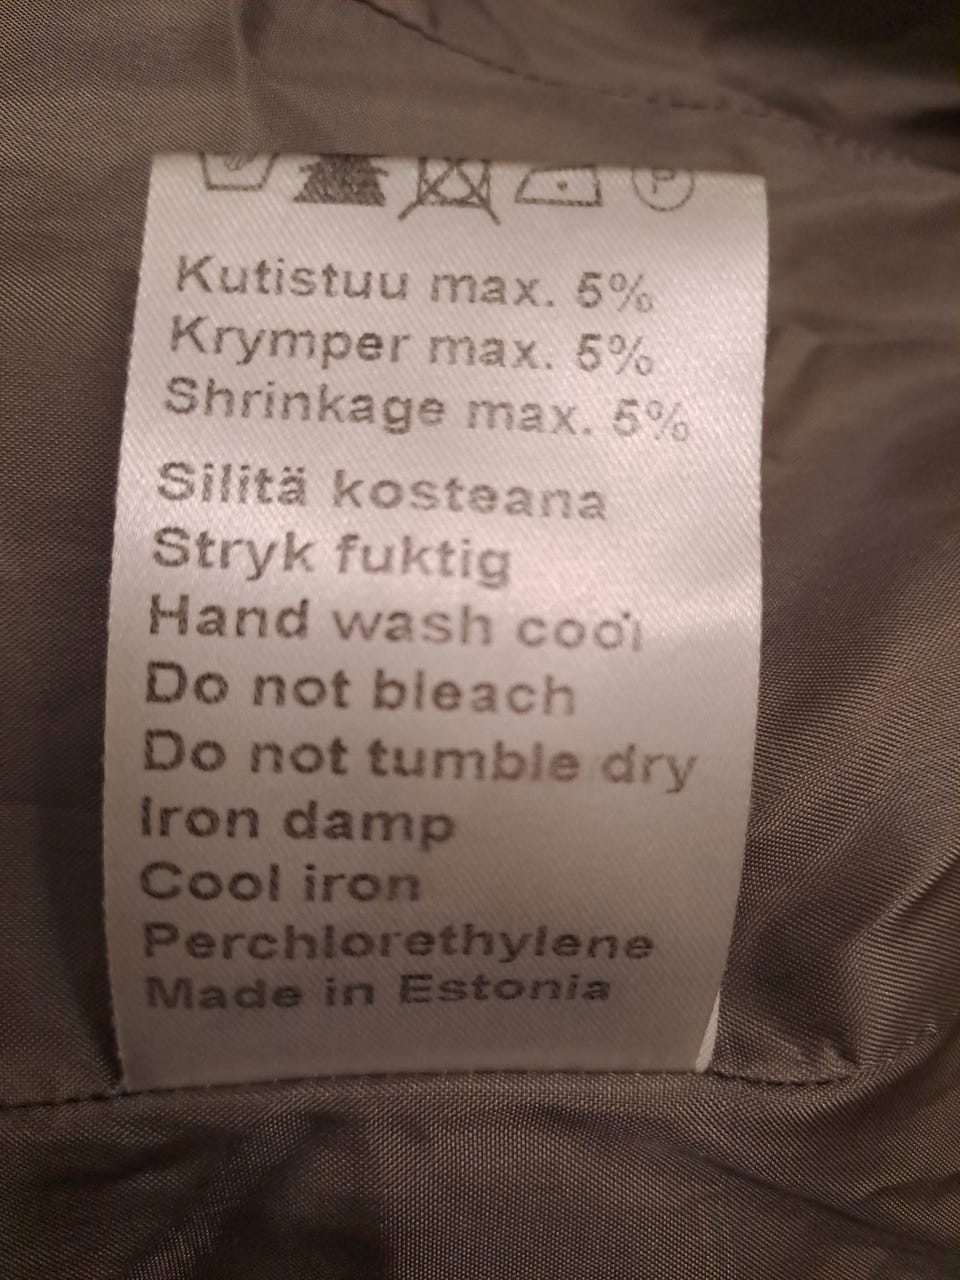 P
Kutistuu max. 5%
Krymper max. 5%
Shrinkage max. 5%
Silitä kosteana
Stryk fuktig
Hand wash cool
Do not bleach
Do not tumble dry
Iron damp
Cool iron
Perchlorethylene
Made in Estonia